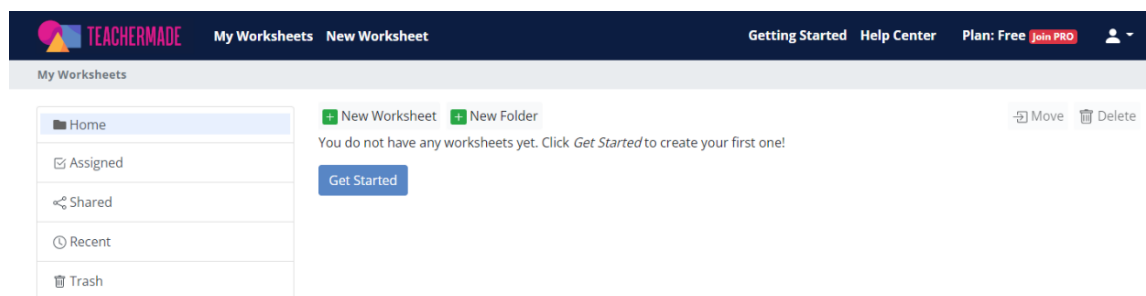 TEACHERMADE My Worksheets New Worksheet Getting Started Help Center Plan: Free Join PRO
My Worksheets
Home
Assigned
Shared
Recent
Trash
New Worksheet New Folder Move Delete
You do not have any worksheets yet. Click Get Started to create your first one!
Get Started